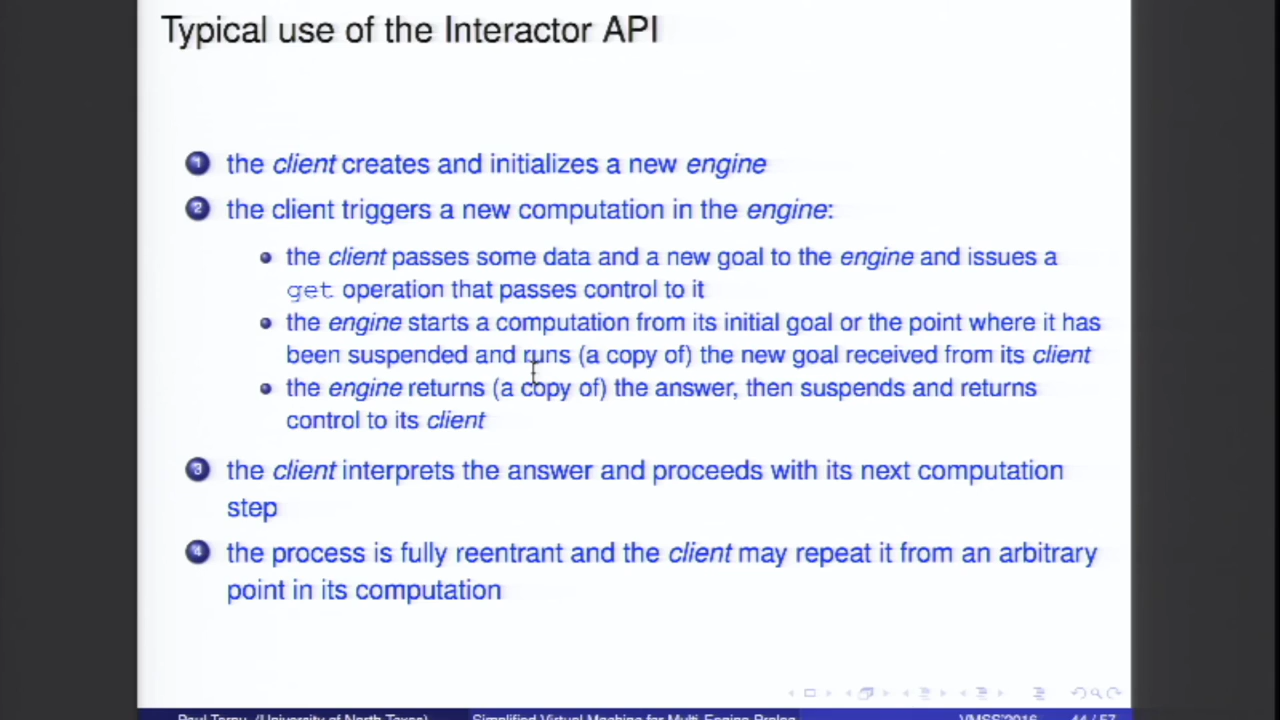 Typical use of the Interactor API
1 the client creates and initializes a new engine
2 the client triggers a new computation in the engine:
the client passes some data and a new goal to the engine and issues a
get operation that passes control to it
the engine starts a computation from its initial goal or the point where it has
been suspended and runs (a copy of) the new goal received from its client
the engine returns (a copy of) the answer, then suspends and returns
control to its client
3 the client interprets the answer and proceeds with its next computation
step
4 the process is fully reentrant and the client may repeat it from an arbitrary
point in its computation
Paul Tarau (University of North Texas) Simplified Virtual Machine for Multi-Engine Prolog VMSS'2016 44 / 57